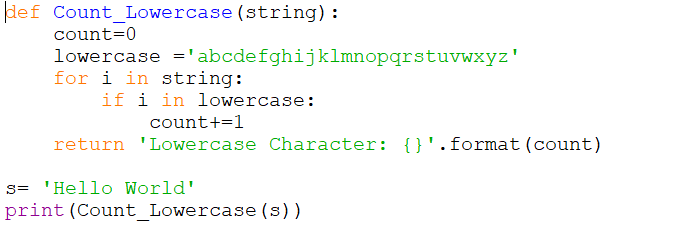 def Count_Lowercase(string):
    count=0
    lowercase ='abcdefghijklmnopqrstuvwxyz'
    for i in string:
        if i in lowercase:
            count+=1
    return 'Lowercase Character: {}'.format(count)

s= 'Hello World'
print(Count_Lowercase(s))